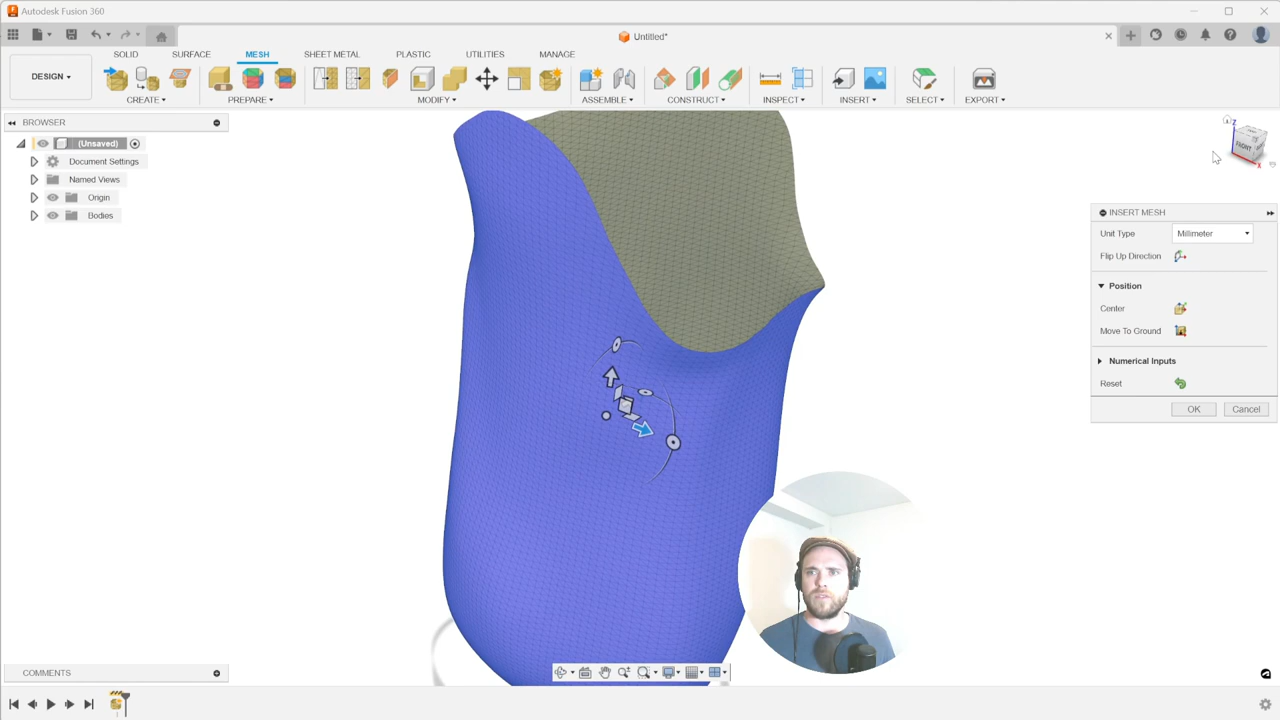 Autodesk Fusion 360
Untitled*
DESIGN
SOLID SURFACE MESH SHEET METAL PLASTIC UTILITIES MANAGE
CREATE PREPARE MODIFY ASSEMBLE CONSTRUCT INSPECT INSERT SELECT EXPORT
BROWSER
(Unsaved)
Document Settings
Named Views
Origin
Bodies
Z
FRONT
X
INSERT MESH
Unit Type Millimeter
Flip Up Direction
Position
Center
Move To Ground
Numerical Inputs
Reset
OK Cancel
COMMENTS